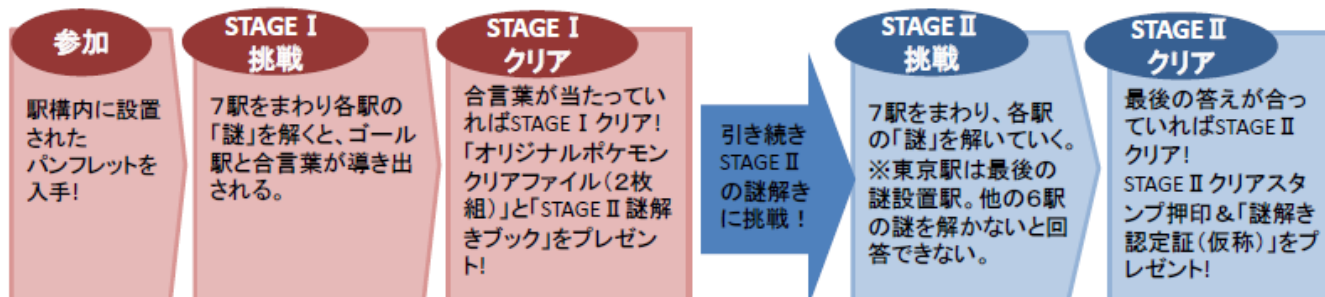 参加
駅構内に設置
された
パンフレットを
入手!
STAGE Ⅰ
挑戦
7駅をまわり各駅の
「謎」を解くと、ゴール
駅と合言葉が導き出
される。
STAGE Ⅰ
クリア
合言葉が当たってい
ればSTAGE Ⅰ クリア!
「オリジナルポケモン
クリアファイル(2枚
組)」と「STAGE Ⅱ 謎解
きブック」をプレゼン
ト!
引き続き
STAGE Ⅱ
の謎解き
に挑戦!
STAGE Ⅱ
挑戦
7駅をまわり、各駅
の「謎」を解いていく。
※東京駅は最後の
謎設置駅。他の6駅
の謎を解かないと回
答できない。
STAGE Ⅱ
クリア
最後の答えが合っ
ていればSTAGE Ⅱ
クリア!
STAGE Ⅱ クリアスタ
ンプ押印&「謎解き
認定証(仮称)」をプ
レゼント!